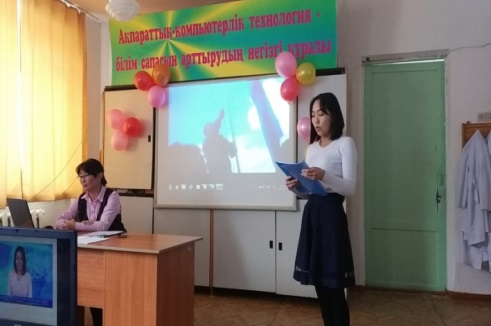 Ақпараттық-компьютерлік технология -
білім сапасын арттырудың негізгі құралы